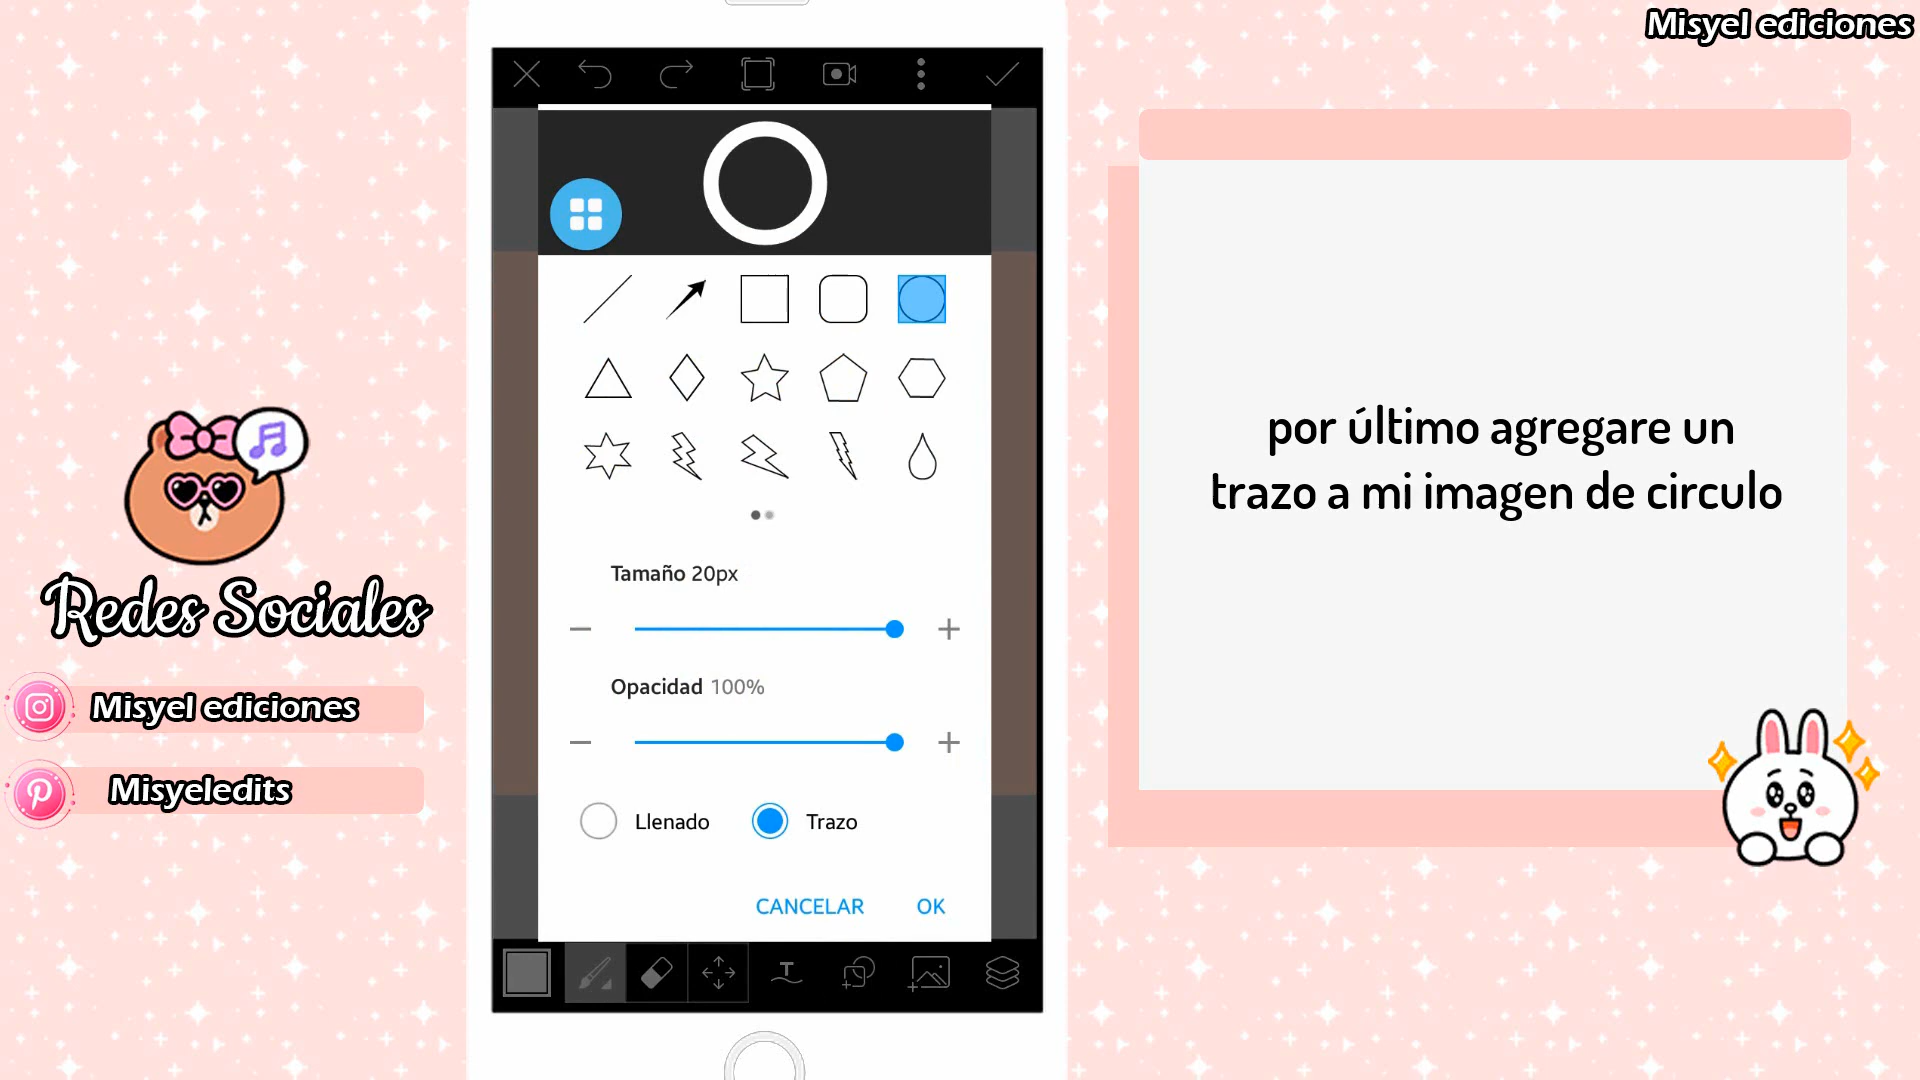 Misyel ediciones
Tamaño 20px
Opacidad 100%
Llenado
Trazo
CANCELAR
OK
Redes Sociales
Misyel ediciones
Misyeledits
por último agregare un
trazo a mi imagen de circulo